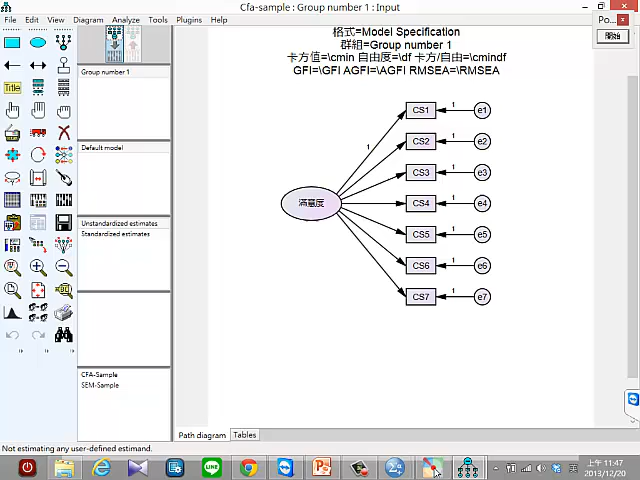 Cfa-sample : Group number 1 : Input
Po...
File Edit View Diagram Analyze Tools Plugins Help
開始
格式=Model Specification
群組=Group number 1
卡方值=\cmin 自由度=\df 卡方/自由=\cmindf
GFI=\GFI AGFI=\AGFI RMSEA=\RMSEA
Title
Group number 1
Default model
Unstandardized estimates
Standardized estimates
CFA-Sample
SEM-Sample
滿意度
1
CS1 1 e1
CS2 1 e2
CS3 1 e3
CS4 1 e4
CS5 1 e5
CS6 1 e6
CS7 1 e7
Path diagram Tables
Not estimating any user-defined estimand.
LINE
上午 11:47
2013/12/20